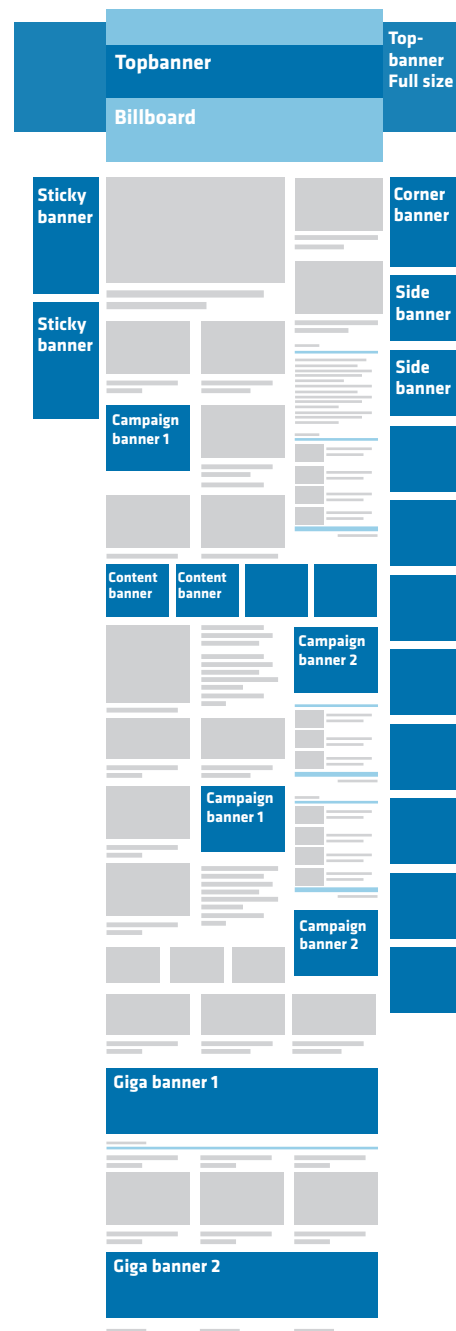 Topbanner
Top-
banner
Full size
Billboard
Sticky
banner
Corner
banner
Side
banner
Sticky
banner
Side
banner
Campaign
banner 1
Content
banner
Content
banner
Campaign
banner 2
Campaign
banner 1
Campaign
banner 2
Giga banner 1
Giga banner 2